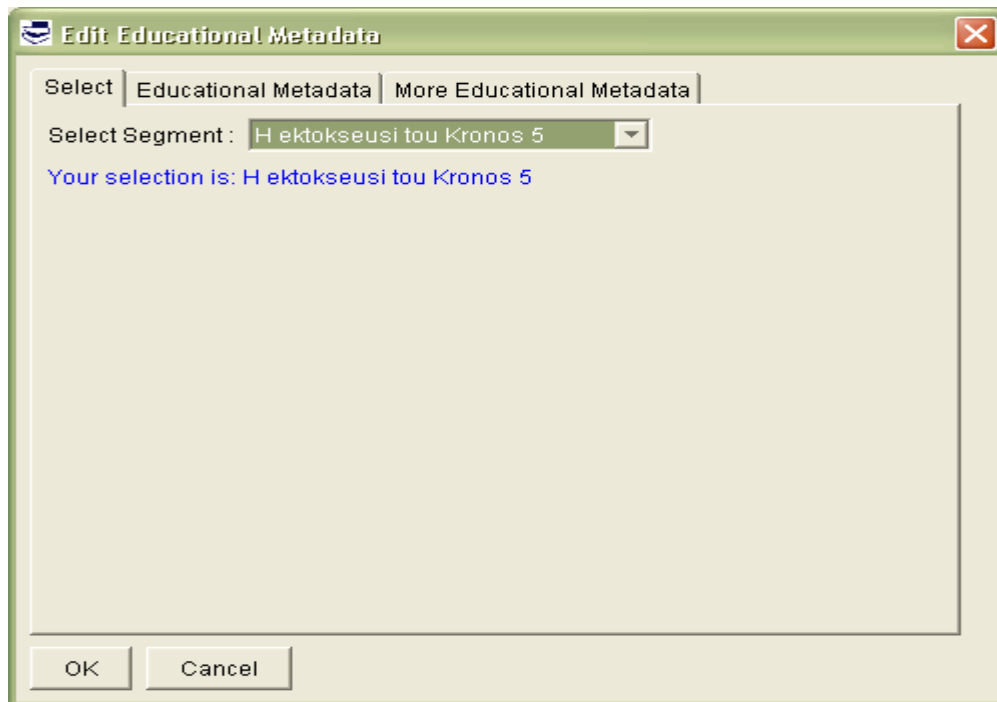 Edit Educational Metadata
Select Educational Metadata More Educational Metadata
Select Segment : H ektokseusi tou Kronos 5
Your selection is: H ektokseusi tou Kronos 5
OK Cancel